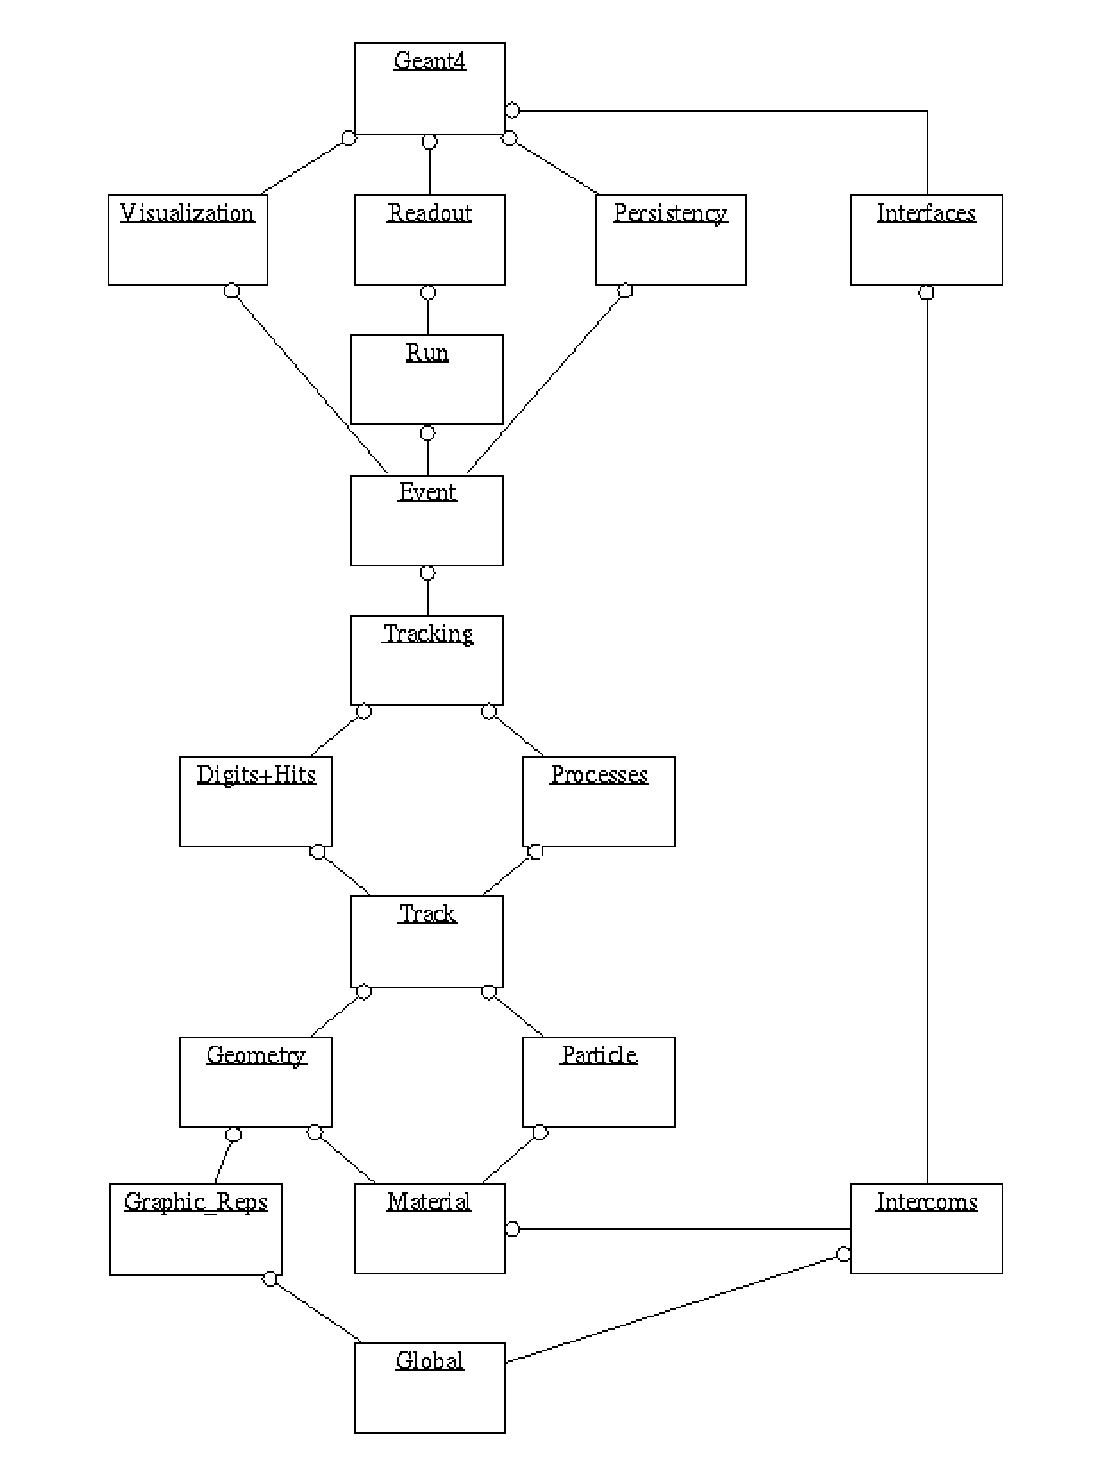 Geant4
Visualization
Readout
Persistency
Interfaces
Run
Event
Tracking
Digits+Hits
Processes
Track
Geometry
Particle
Graphic_Reps
Material
Intercoms
Global